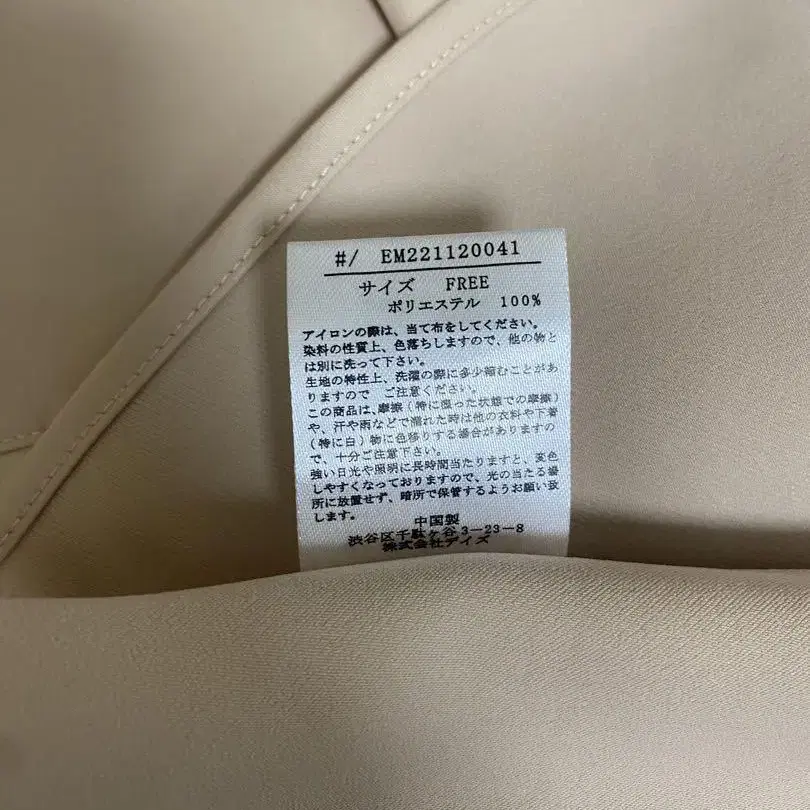 #/ EM221120041
サイズ FREE
ポリエステル 100%
アイロンの際は、当て布をしてください。
染料の性質上、色落ちしますので、他の物と
は別に洗って下さい。
生地の特性上、洗濯の際に多少縮むことがあ
りますので ご注意ください。
この商品は、摩擦(特に湿った状態での摩擦)
や、汗や雨などで濡れた時は他の衣料や下着
(特に白)物に色移りする場合がありますの
で、十分ご注意下さい。
強い日光や照明に長時間当たりますと、変色
しやすくなっておりますので、光の当たる場
所に放置せず、暗所で保管するようお願い致
します。
中国製
渋谷区千駄ケ谷3-23-8
株式会社アイズ